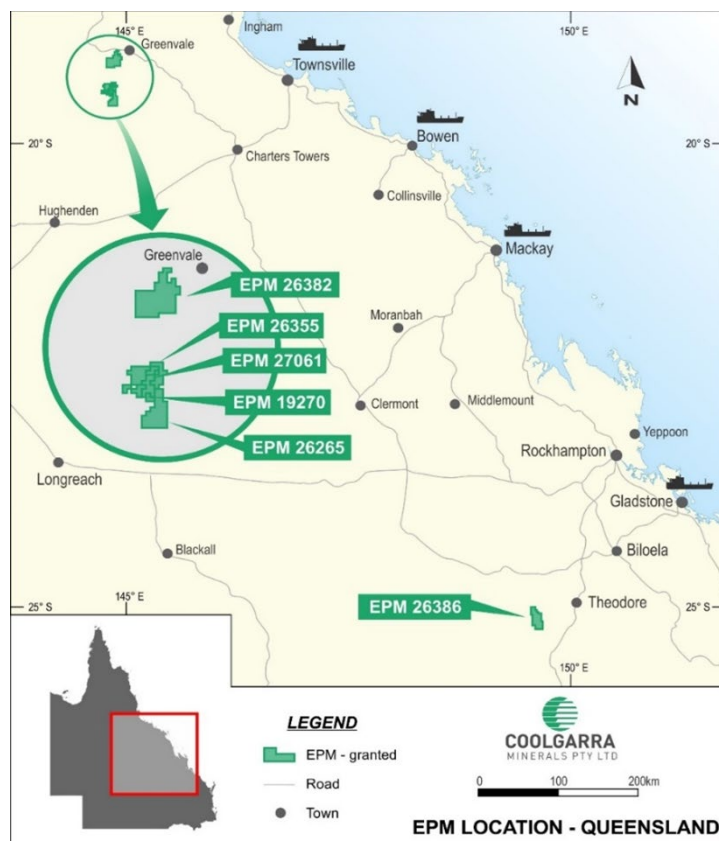 145° E
150° E
Ingham
Greenvale
Townsville
N
Bowen
20° S
20° S
Charters Towers
Collinsville
Hughenden
Mackay
Greenvale
EPM 26382
Moranbah
EPM 26355
EPM 27061
EPM 19270
Clermont
Middlemount
EPM 26265
Yeppoon
Rockhampton
Longreach
Gladstone
Blackall
Biloela
145° E
EPM 26386
Theodore
25° S
25° S
150° E
LEGEND
EPM - granted
Road
Town
COOLGARRA
MINERALS PTY LTD
0 100 200km
EPM LOCATION - QUEENSLAND